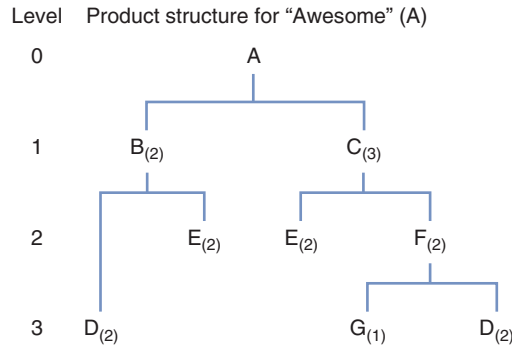 Level Product structure for “Awesome” (A)
0 A
1 B(2) C(3)
2 E(2) E(2) F(2)
3 D(2) G(1) D(2)